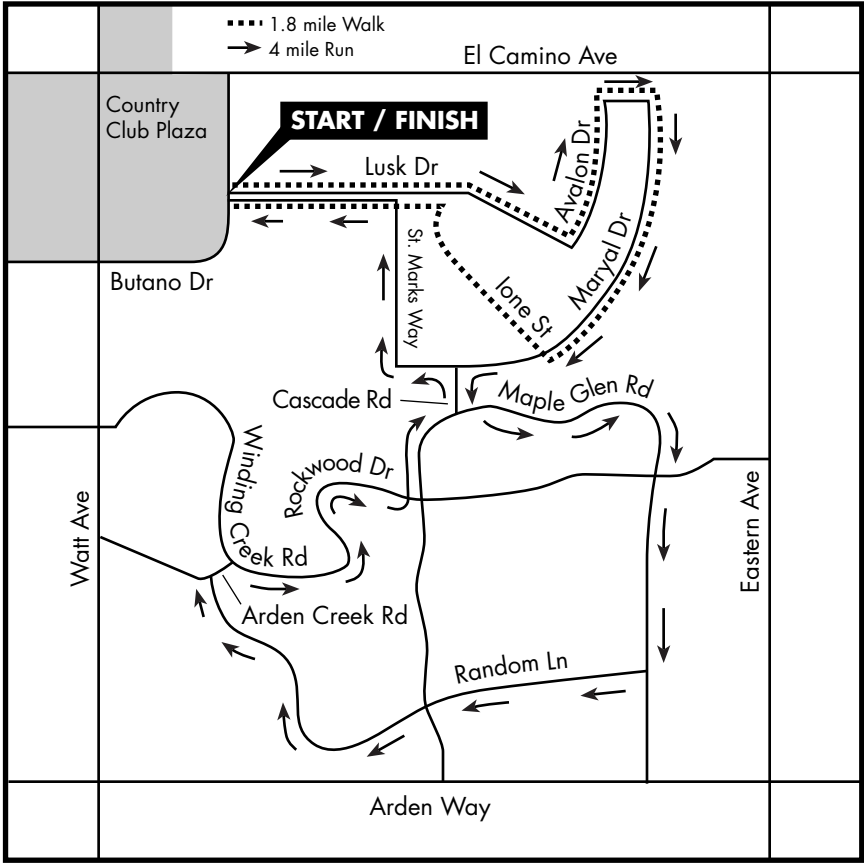 1.8 mile Walk
4 mile Run
El Camino Ave
Country
Club Plaza
START / FINISH
Lusk Dr
Avalon Dr
Maryal Dr
St. Marks Way
Ione St
Butano Dr
Cascade Rd
Maple Glen Rd
Winding Creek Rd
Rockwood Dr
Watt Ave
Eastern Ave
Arden Creek Rd
Random Ln
Arden Way